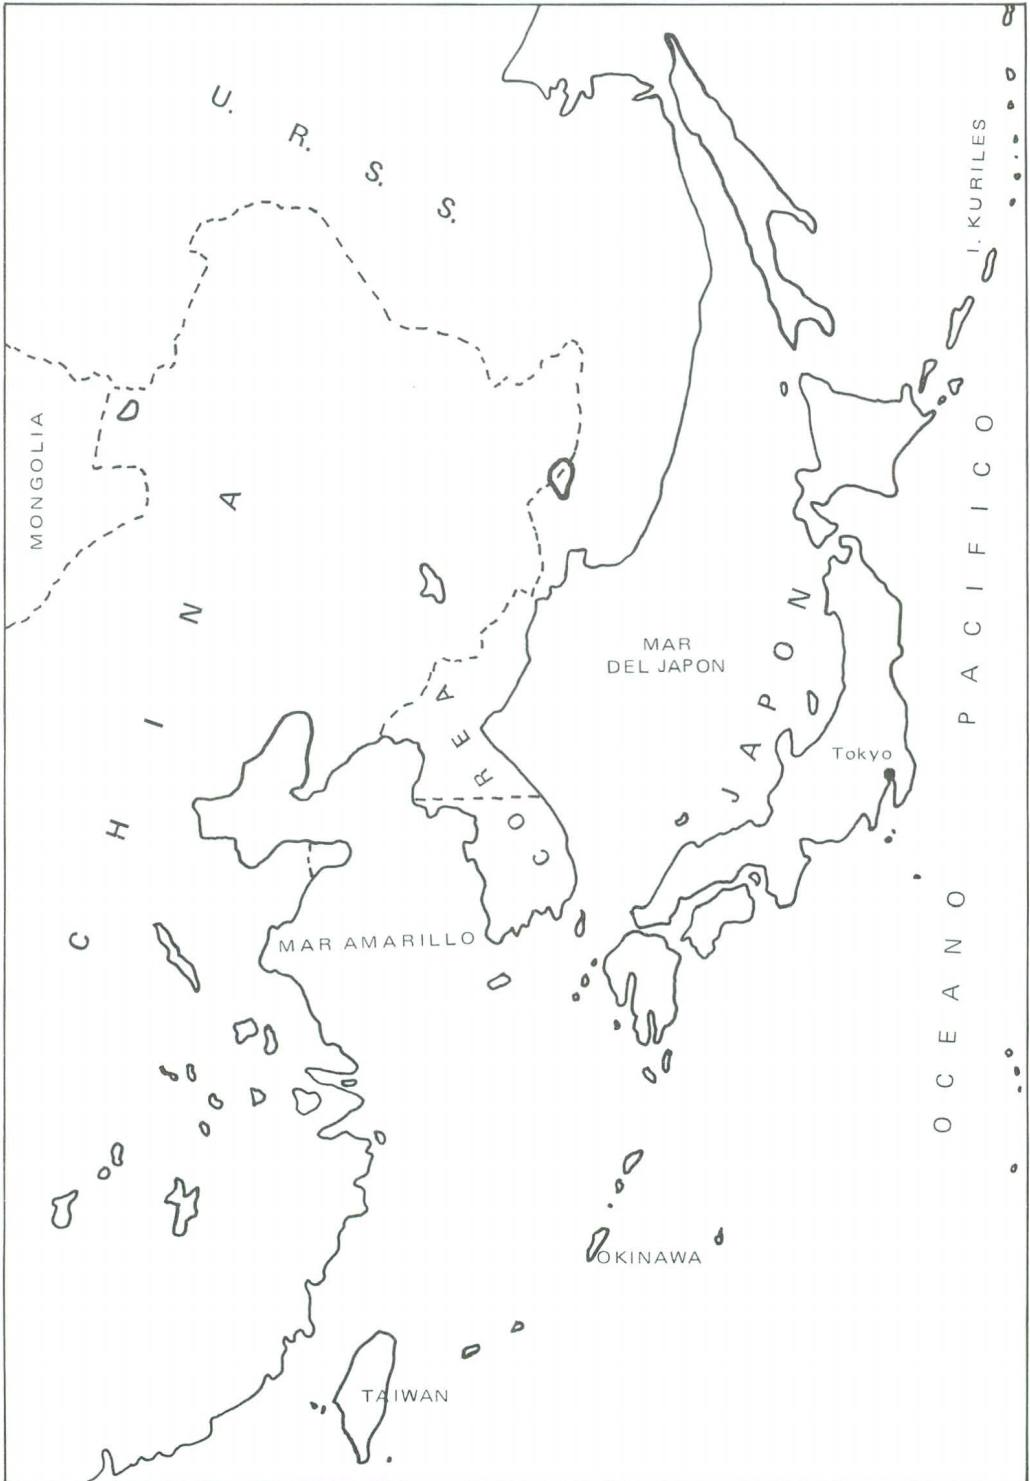 U. R. S. S.
I. KURILES
MONGOLIA
CHINA
COREA
MAR
DEL JAPON
JAPON
Tokyo
OCEANO PACIFICO
MAR AMARILLO
OKINAWA
TAIWAN